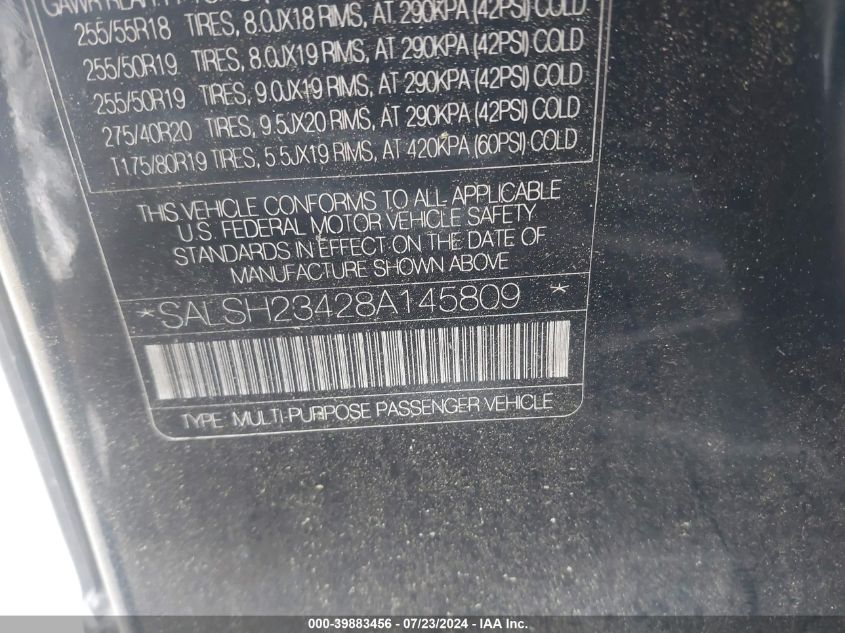 GAWR REAR
255/55R18 TIRES, 8.0JX18 RIMS, AT 290KPA (42PSI) COLD
255/50R19 TIRES, 8.0JX19 RIMS, AT 290KPA (42PSI) COLD
255/50R19 TIRES, 9.0JX19 RIMS, AT 290KPA (42PSI) COLD
275/40R20 TIRES, 9.5JX20 RIMS, AT 290KPA (42PSI) COLD
T175/80R19 TIRES, 5.5JX19 RIMS, AT 420KPA (60PSI) COLD
THIS VEHICLE CONFORMS TO ALL APPLICABLE
U.S. FEDERAL MOTOR VEHICLE SAFETY
STANDARDS IN EFFECT ON THE DATE OF
MANUFACTURE SHOWN ABOVE
*SALSH23428A145809 *
TYPE: MULTI-PURPOSE PASSENGER VEHICLE
000-39883456 - 07/23/2024 - IAA Inc.